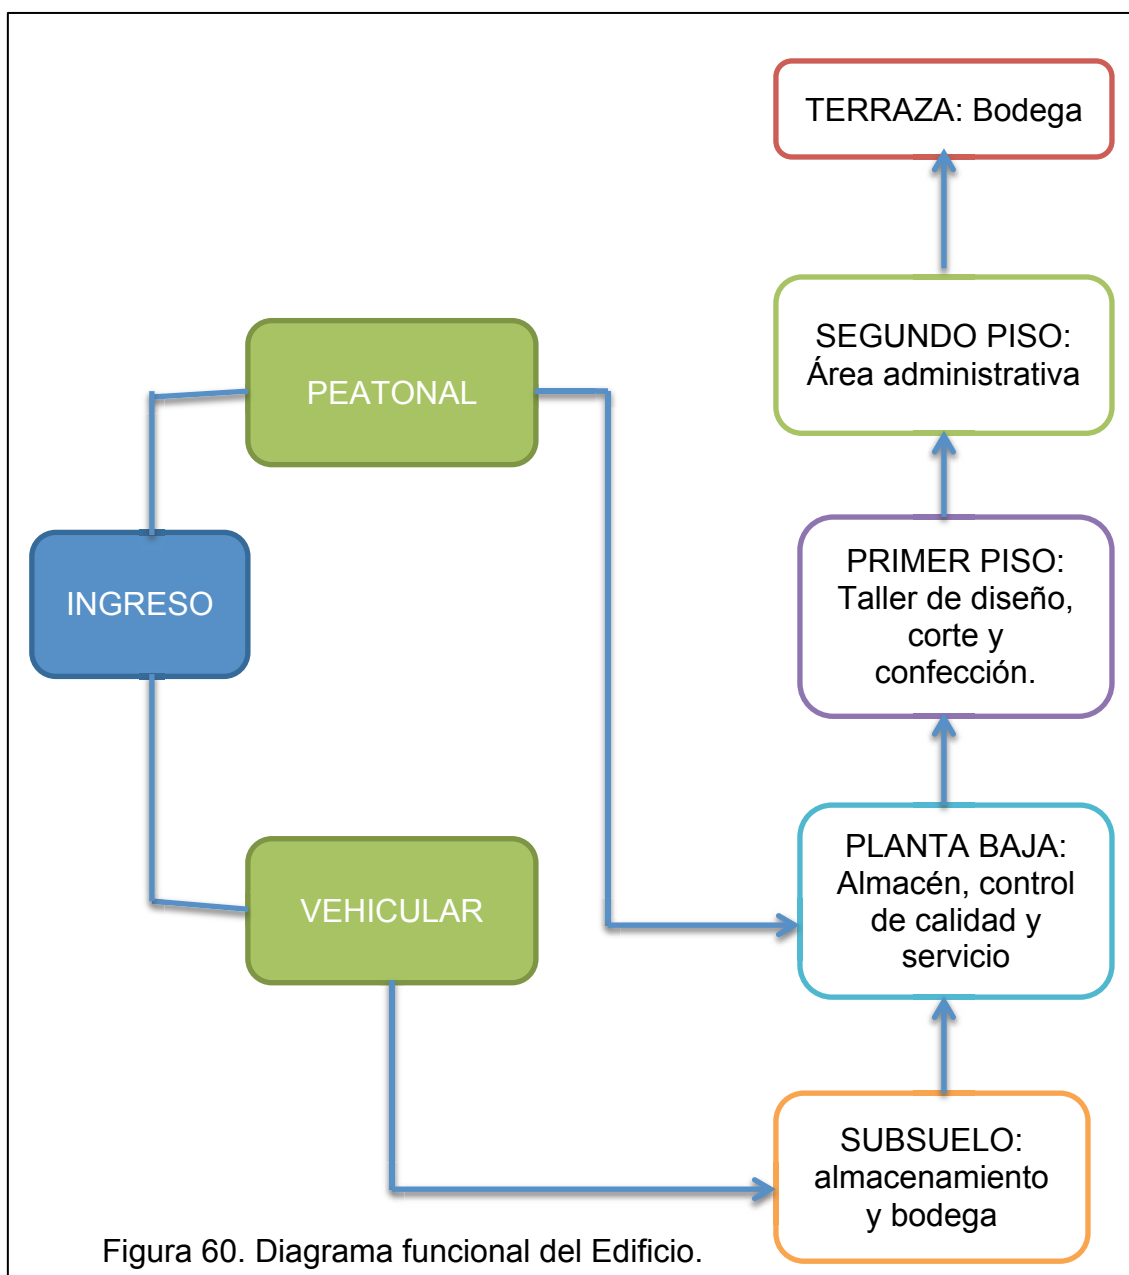 TERRAZA: Bodega
SEGUNDO PISO:
Área administrativa
PEATONAL
PRIMER PISO:
Taller de diseño,
corte y
confección.
INGRESO
PLANTA BAJA:
Almacén, control
de calidad y
servicio
VEHICULAR
SUBSUELO:
almacenamiento
y bodega
Figura 60. Diagrama funcional del Edificio.